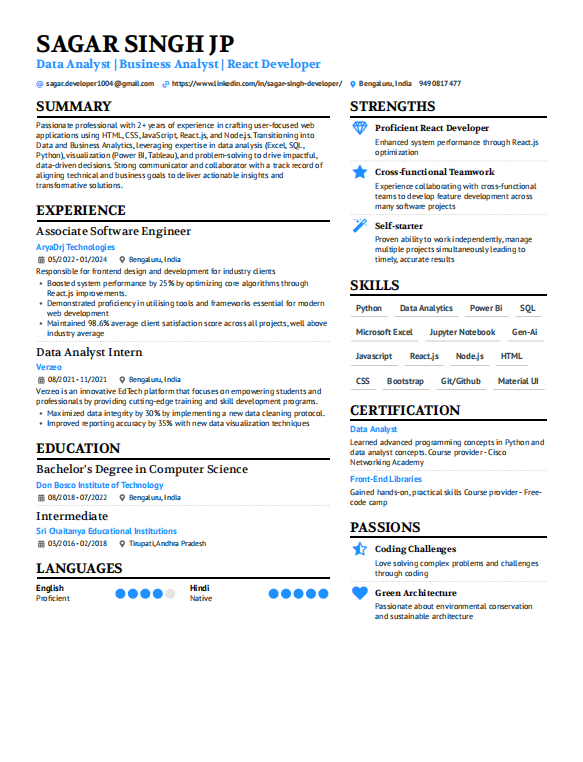 SAGAR SINGH JP
Data Analyst | Business Analyst | React Developer
sagar.developer1004@gmail.com https://www.linkedin.com/in/sagar-singh-developer/ Bengaluru, India 9490817477
SUMMARY
Passionate professional with 2+ years of experience in crafting user-focused web
applications using HTML, CSS, JavaScript, React.js, and Node.js. Transitioning into
Data and Business Analytics, leveraging expertise in data analysis (Excel, SQL,
Python), visualization (Power BI, Tableau), and problem-solving to drive impactful,
data-driven decisions. Strong communicator and collaborator with a track record of
aligning technical and business goals to deliver actionable insights and
transformative solutions.
EXPERIENCE
Associate Software Engineer
AryaDrj Technologies
05/2022 - 01/2024 Bengaluru, India
Responsible for frontend design and development for industry clients
• Boosted system performance by 25% by optimizing core algorithms through
React.js improvements.
• Demonstrated proficiency in utilising tools and frameworks essential for modern
web development
• Maintained 98.6% average client satisfaction score across all projects, well above
industry average
Data Analyst Intern
Verzeo
08/2021 - 11/2021 Bengaluru, India
Verzeo is an innovative EdTech platform that focuses on empowering students and
professionals by providing cutting-edge training and skill development programs.
• Maximized data integrity by 30% by implementing a new data cleaning protocol.
• Improved reporting accuracy by 35% with new data visualization techniques
EDUCATION
Bachelor's Degree in Computer Science
Don Bosco Institute of Technology
08/2018 - 07/2022 Bengaluru, India
Intermediate
Sri Chaitanya Educational Institutions
03/2016 - 02/2018 Tirupati,Andhra Pradesh
LANGUAGES
English
Proficient
Hindi
Native
STRENGTHS
Proficient React Developer
Enhanced system performance through React.js
optimization
Cross-functional Teamwork
Experience collaborating with cross-functional
teams to develop feature development across
many software projects
Self-starter
Proven ability to work independently, manage
multiple projects simultaneously leading to
timely, accurate results
SKILLS
Python Data Analytics Power Bi SQL
Microsoft Excel Jupyter Notebook Gen-Ai
Javascript React.js Node.js HTML
CSS Bootstrap Git/Github Material UI
CERTIFICATION
Data Analyst
Learned advanced programming concepts in Python and
data analyst concepts. Course provider - Cisco
Networking Academy
Front-End Libraries
Gained hands-on, practical skills Course provider - Free-
code camp
PASSIONS
Coding Challenges
Love solving complex problems and challenges
through coding
Green Architecture
Passionate about environmental conservation
and sustainable architecture